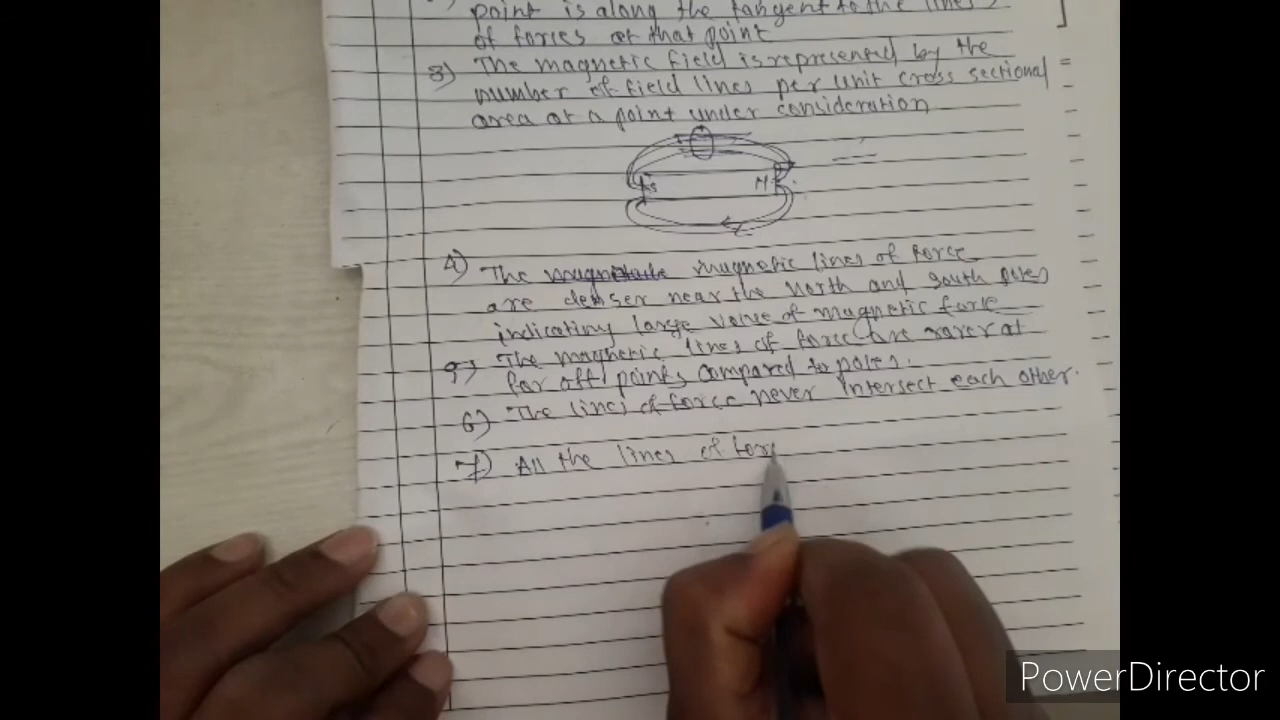 point is along the tangent to the lines
of forces at that point
3) The magnetic field is represented by the
number of field lines per unit cross sectional
area at a point under consideration
S
N
4) The magnetic lines of force
are denser near the north and south poles
indicating large value of magnetic force
5) The magnetic lines of force are rarer at
far off points compared to poles.
6) The lines of force never intersect each other.
7) All the lines of for
PowerDirector